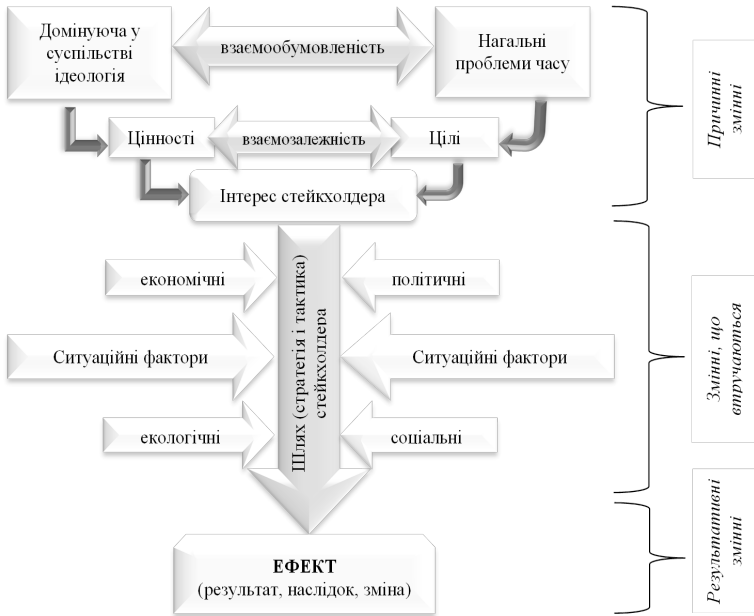 Домінуюча у
суспільстві
ідеологія
взаємообумовленість
Нагальні
проблеми часу
Цінності
взаємозалежність
Цілі
Інтерес стейкхолдера
Причинні
змінні
економічні
політичні
Ситуаційні фактори
Ситуаційні фактори
екологічні
соціальні
Шлях (стратегія і тактика)
стейкхолдера
Змінні, що
втручаються
ЕФЕКТ
(результат, наслідок, зміна)
Результативні
змінні